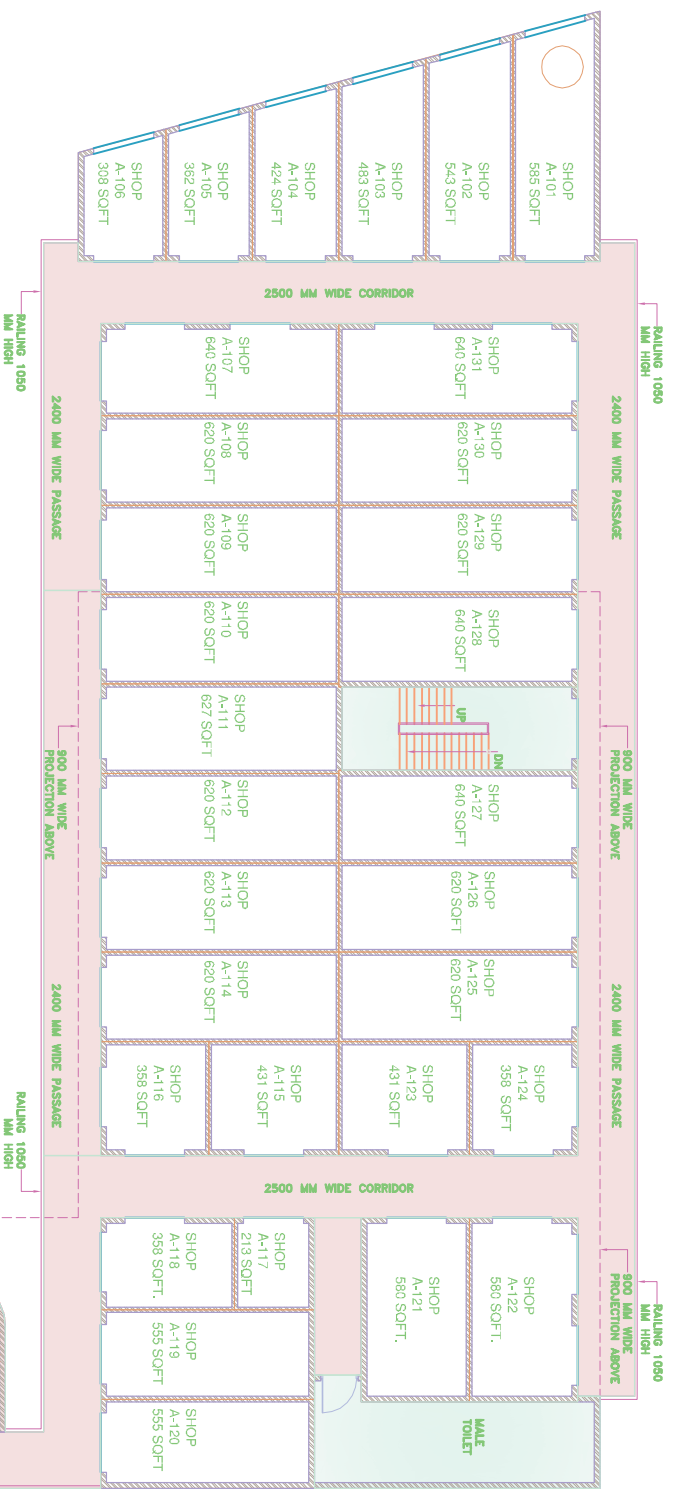 SHOP
A-101
585 SQFT
SHOP
A-102
543 SQFT
SHOP
A-103
483 SQFT
SHOP
A-104
424 SQFT
SHOP
A-105
362 SQFT
SHOP
A-106
308 SQFT
2500 MM WIDE CORRIDOR
RAILING 1050
MM HIGH
RAILING 1050
MM HIGH
2400 MM WIDE PASSAGE
2400 MM WIDE PASSAGE
SHOP
A-107
640 SQFT
SHOP
A-131
640 SQFT
SHOP
A-108
620 SQFT
SHOP
A-130
620 SQFT
SHOP
A-109
620 SQFT
SHOP
A-129
620 SQFT
SHOP
A-110
620 SQFT
SHOP
A-128
640 SQFT
SHOP
A-111
627 SQFT
UP
DN
900 MM WIDE
PROJECTION ABOVE
900 MM WIDE
PROJECTION ABOVE
SHOP
A-112
620 SQFT
SHOP
A-127
640 SQFT
SHOP
A-113
620 SQFT
SHOP
A-126
620 SQFT
SHOP
A-114
620 SQFT
SHOP
A-125
620 SQFT
2400 MM WIDE PASSAGE
2400 MM WIDE PASSAGE
SHOP
A-116
358 SQFT
SHOP
A-115
431 SQFT
SHOP
A-123
431 SQFT
SHOP
A-124
358 SQFT
RAILING 1050
MM HIGH
2500 MM WIDE CORRIDOR
SHOP
A-118
358 SQFT.
SHOP
A-117
213 SQFT
SHOP
A-121
580 SQFT.
SHOP
A-122
580 SQFT.
900 MM WIDE
PROJECTION ABOVE
RAILING 1050
MM HIGH
SHOP
A-119
555 SQFT
SHOP
A-120
555 SQFT
MALE
TOILET